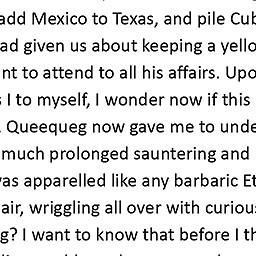 add Mexico to Texas, and pile Cub
ad given us about keeping a yello
nt to attend to all his affairs. Upo
s I to myself, I wonder now if this
. Queequeg now gave me to unde
much prolonged sauntering and
vas apparelled like any barbaric Et
air, wriggling all over with curiou
g? I want to know that before I th